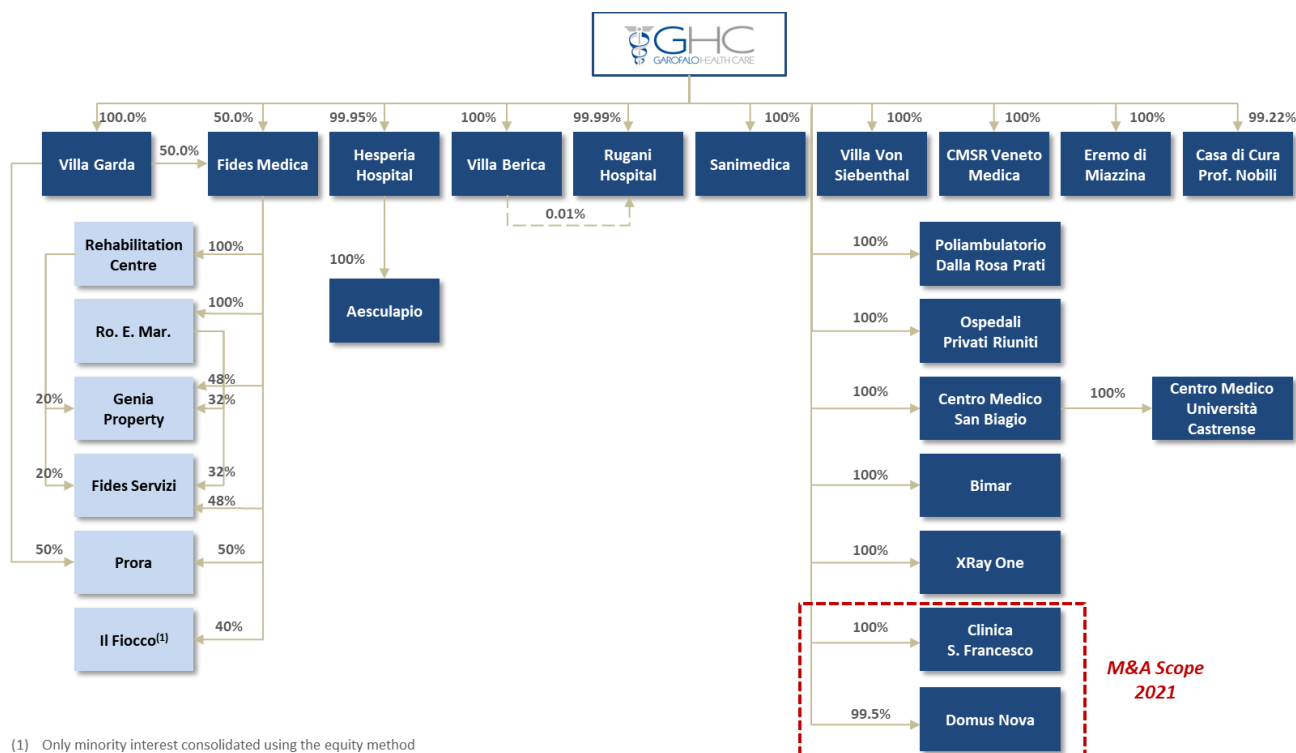 GHC
GAROFALO HEALTH CARE
100.0%
50.0%
99.95%
100%
99.99%
100%
100%
100%
100%
99.22%
Villa Garda
50.0%
Fides Medica
Hesperia
Hospital
Villa Berica
Rugani
Hospital
Sanimedica
Villa Von
Siebenthal
CMSR Veneto
Medica
Eremo di
Miazzina
Casa di Cura
Prof. Nobili
0.01%
Rehabilitation
Centre
100%
100%
Aesculapio
100%
Poliambulatorio
Dalla Rosa Prati
Ro. E. Mar.
100%
100%
Ospedali
Privati Riuniti
20%
Genia
Property
48%
32%
100%
Centro Medico
San Biagio
100%
Centro Medico
Università
Castrense
20%
Fides Servizi
32%
48%
100%
Bimar
50%
Prora
50%
100%
XRay One
Il Fiocco(1)
40%
100%
Clinica
S. Francesco
M&A Scope
2021
99.5%
Domus Nova
(1) Only minority interest consolidated using the equity method